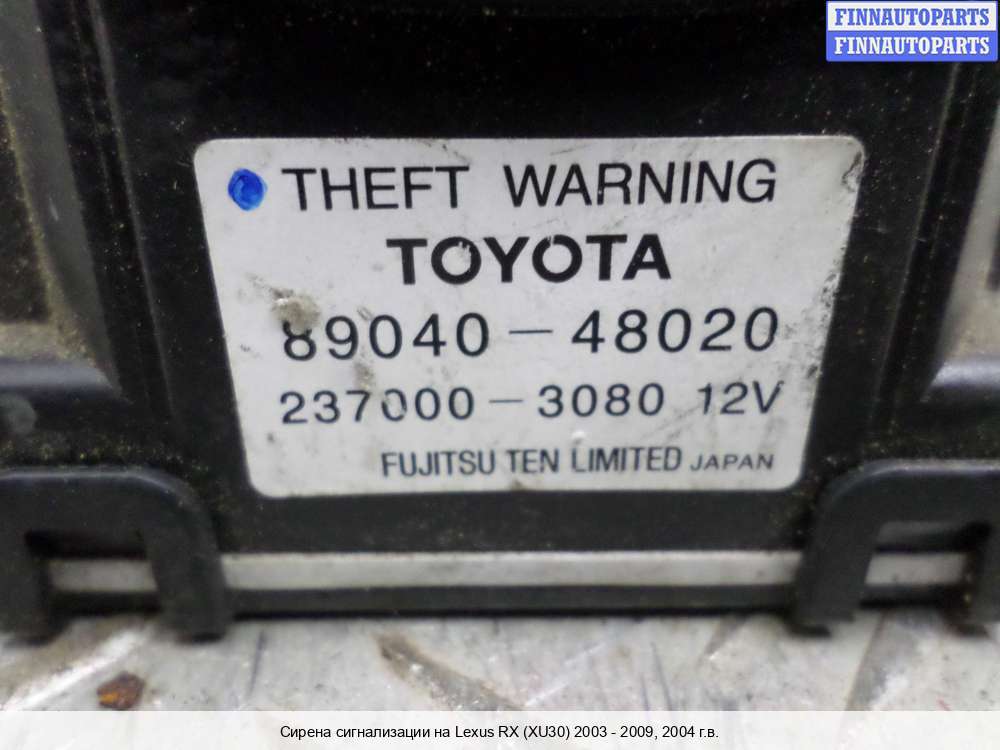 FINNAUTOPARTS
FINNAUTOPARTS
THEFT WARNING
TOYOTA
89040-48020
237000-3080 12V
FUJITSU TEN LIMITED JAPAN
Сирена сигнализации на Lexus RX (XU30) 2003 - 2009, 2004 г.в.